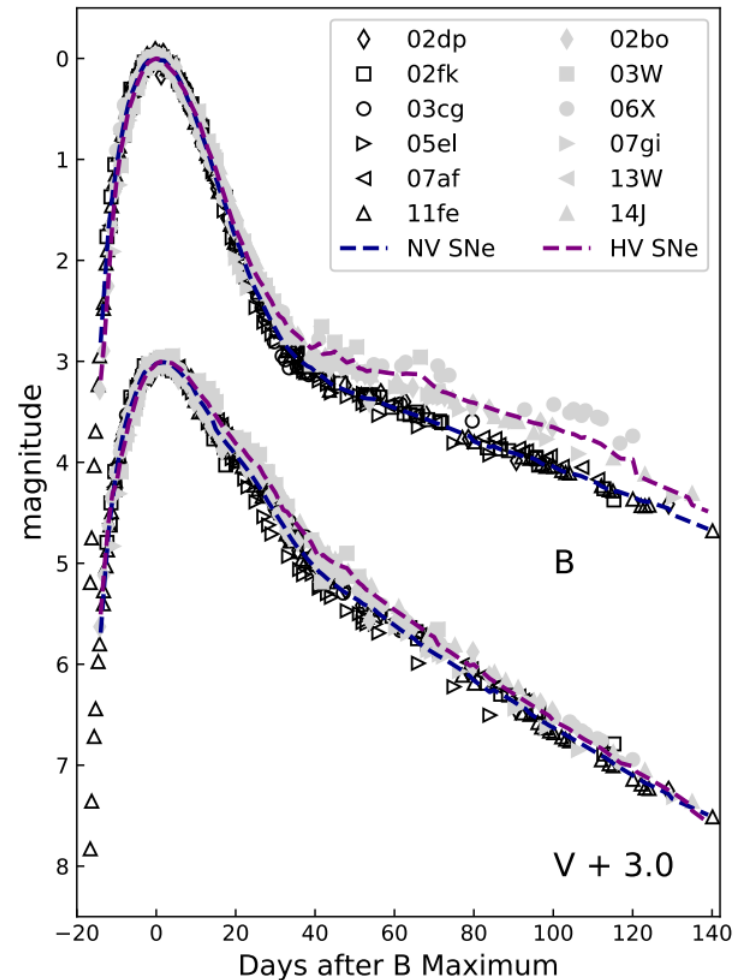 0
1
2
3
4
5
6
7
8
magnitude
02dp 02bo
02fk 03W
03cg 06X
05el 07gi
07af 13W
11fe 14J
NV SNe HV SNe
B
V + 3.0
−20 0 20 40 60 80 100 120 140
Days after B Maximum